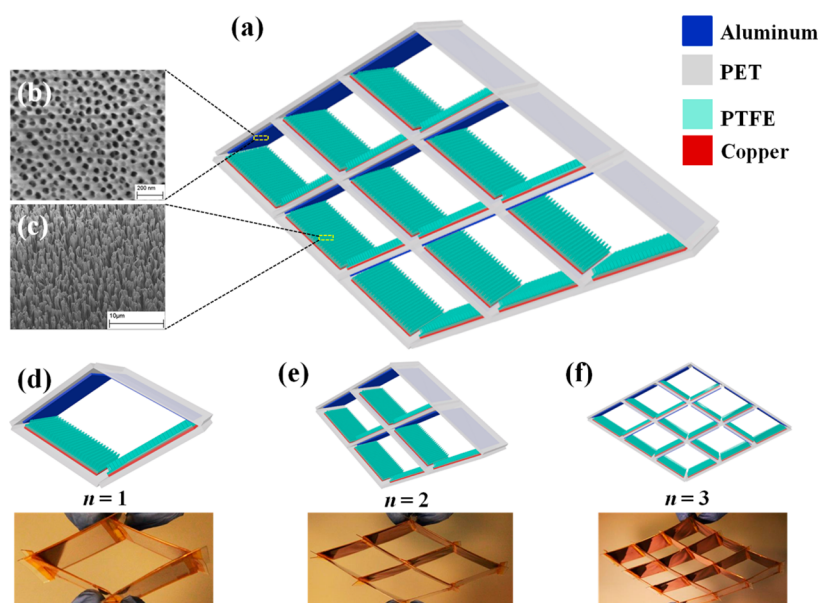 (a)
Aluminum
PET
PTFE
Copper
(b)
200 nm
(c)
10μm
(d)
(e)
(f)
n = 1
n = 2
n = 3